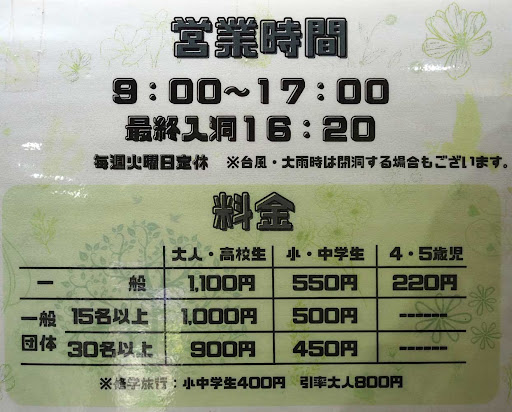 営業時間
9:00～17:00
最終入洞16:20
毎週火曜日定休 ※台風・大雨時は閉洞する場合もございます。
料金
大人・高校生 小・中学生 4・5歳児
一般 1,100円 550円 220円
一般団体 15名以上 1,000円 500円 ------
30名以上 900円 450円 ------
※修学旅行：小中学生400円 引率大人800円